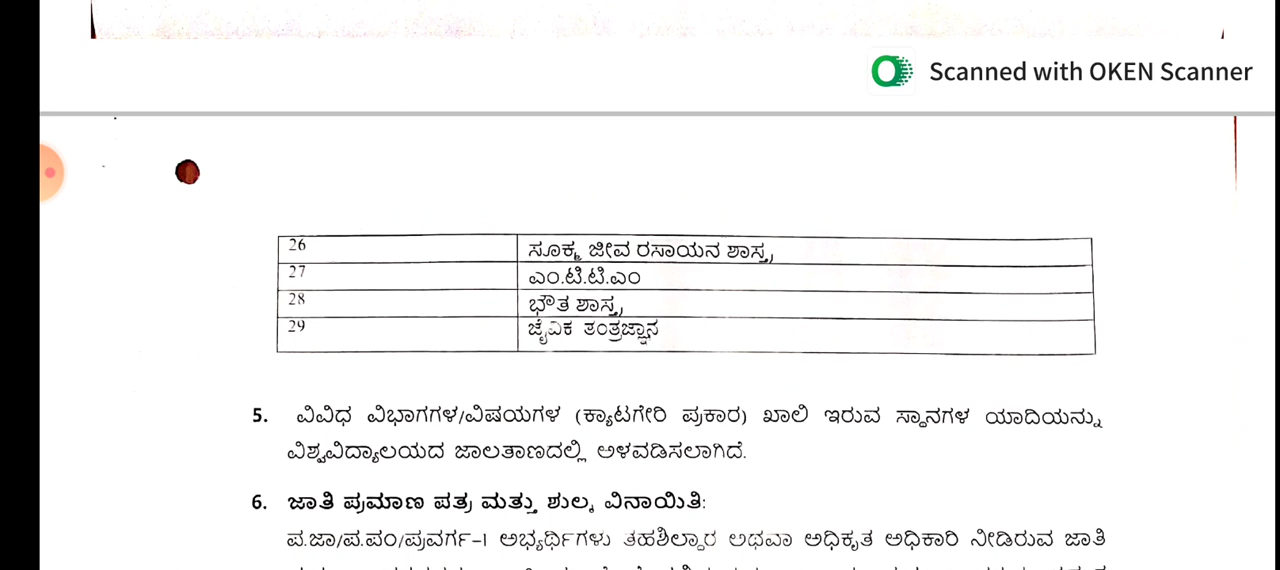 Scanned with OKEN Scanner
26 ಸೂಕ್ಷ್ಮ ಜೀವ ರಸಾಯನ ಶಾಸ್ತ್ರ
27 ಎಂ.ಟಿ.ಟಿ.ಎಂ
28 ಭೌತ ಶಾಸ್ತ್ರ
29 ಜೈವಿಕ ತಂತ್ರಜ್ಞಾನ
5. ವಿವಿಧ ವಿಭಾಗಗಳ/ವಿಷಯಗಳ (ಕ್ಯಾಟಗೇರಿ ಪ್ರಕಾರ) ಖಾಲಿ ಇರುವ ಸ್ಥಾನಗಳ ಯಾದಿಯನ್ನು
ವಿಶ್ವವಿದ್ಯಾಲಯದ ಜಾಲತಾಣದಲ್ಲಿ ಅಳವಡಿಸಲಾಗಿದೆ.
6. ಜಾತಿ ಪ್ರಮಾಣ ಪತ್ರ ಮತ್ತು ಶುಲ್ಕ ವಿನಾಯಿತಿ:
ಪ.ಜಾ/ಪ.ಪಂ/ಪ್ರವರ್ಗ-1 ಅಭ್ಯರ್ಥಿಗಳು ತಹಶಿಲ್ದಾರ ಅಥವಾ ಅಧಿಕೃತ ಅಧಿಕಾರಿ ನೀಡಿರುವ ಜಾತಿ